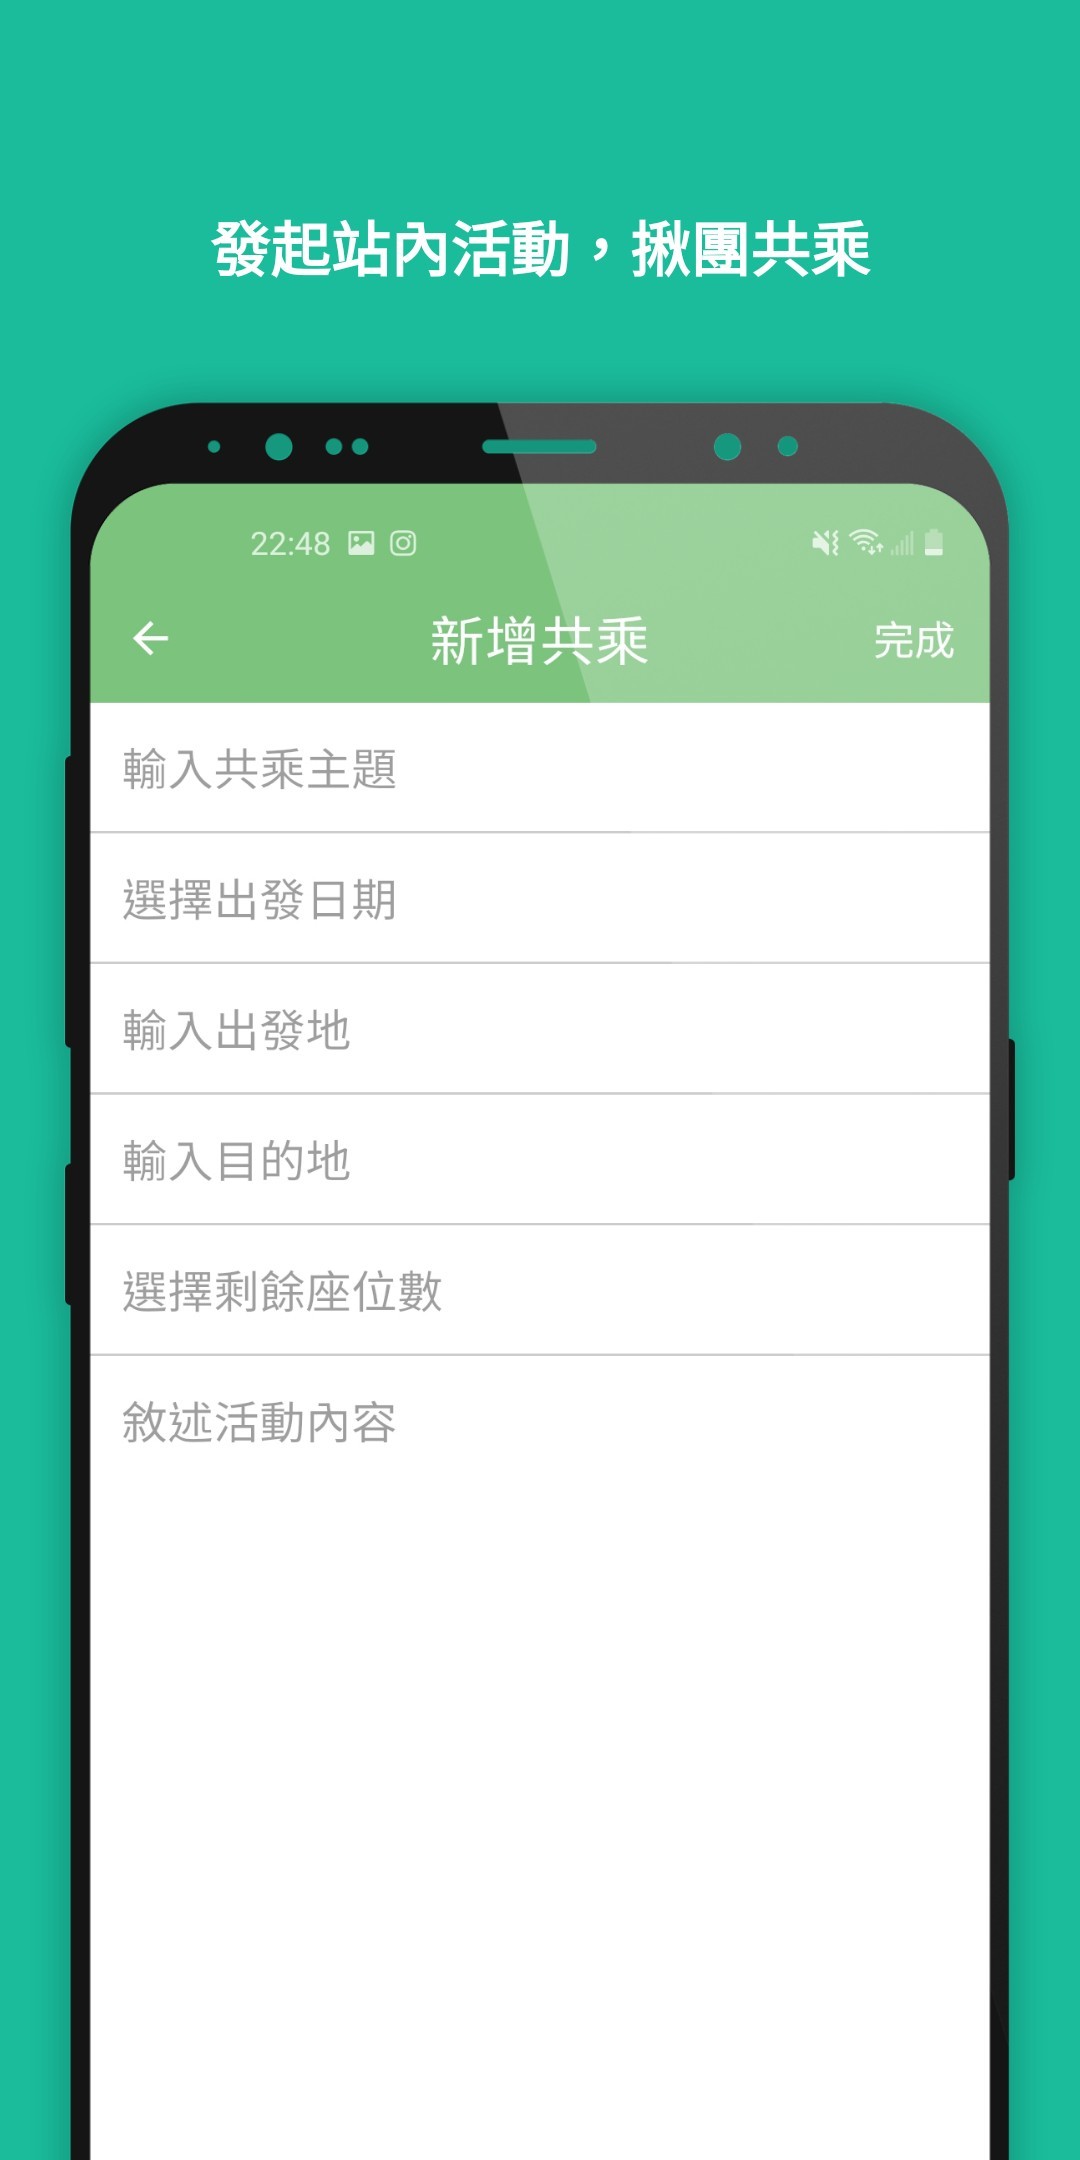 發起站內活動，揪團共乘
22:48
新增共乘
完成
輸入共乘主題
選擇出發日期
輸入出發地
輸入目的地
選擇剩餘座位數
敘述活動內容